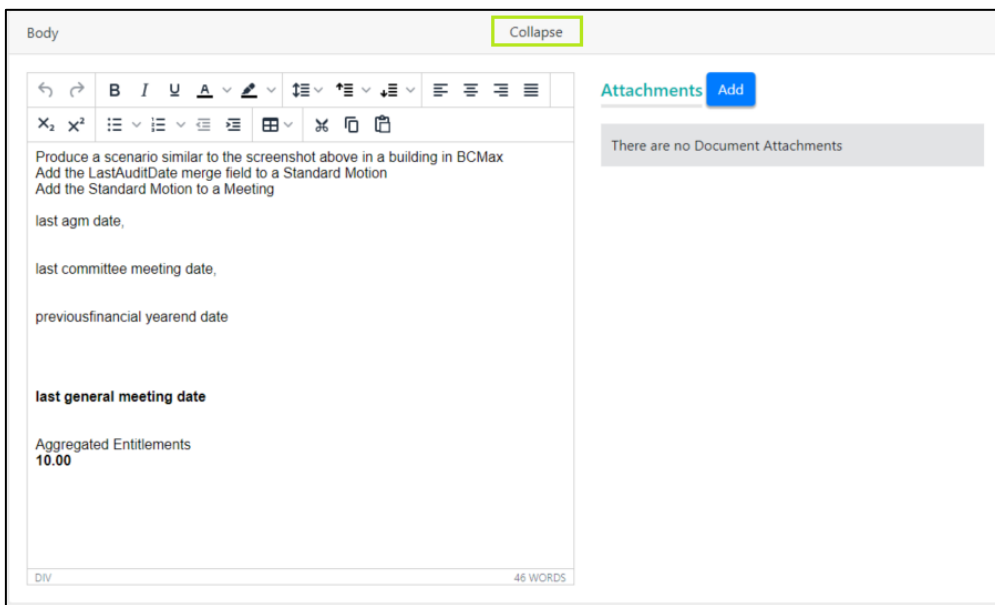 Body
Collapse
B I U A
X₂ X²
Attachments Add
There are no Document Attachments
Produce a scenario similar to the screenshot above in a building in BCMax
Add the LastAuditDate merge field to a Standard Motion
Add the Standard Motion to a Meeting
last agm date,
last committee meeting date,
previousfinancial yearend date
last general meeting date
Aggregated Entitlements
10.00
DIV
46 WORDS